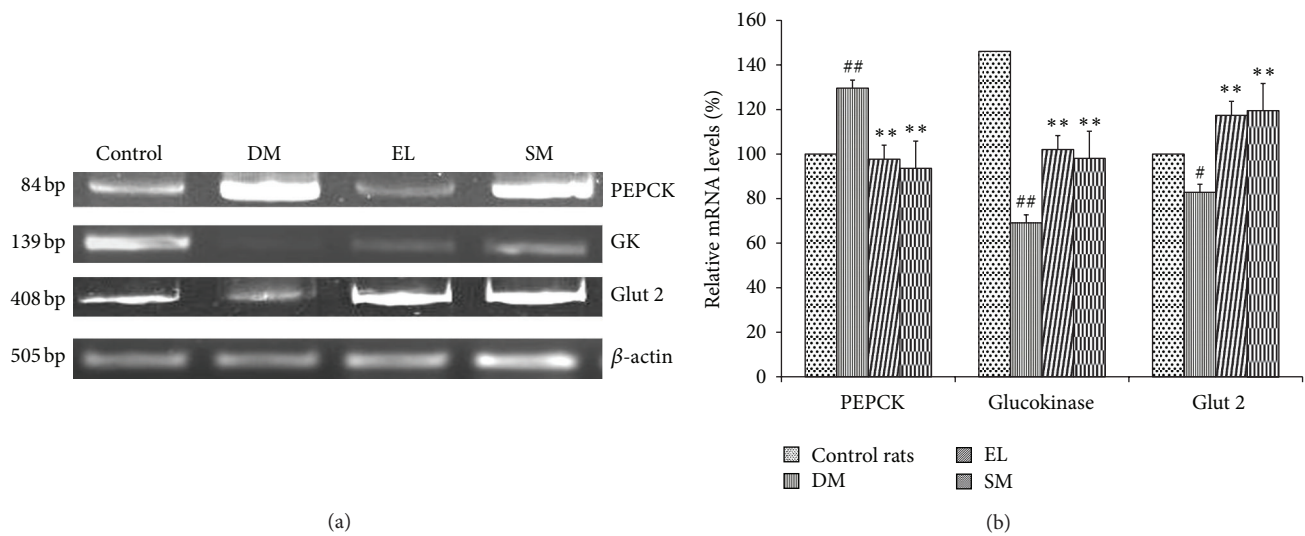 Control DM EL SM
84 bp PEPCK
139 bp GK
408 bp Glut 2
505 bp β-actin
(a)
Relative mRNA levels (%)
160
140
120
100
80
60
40
20
0
##
**
**
##
**
**
#
**
**
PEPCK Glucokinase Glut 2
Control rats EL
DM SM
(b)